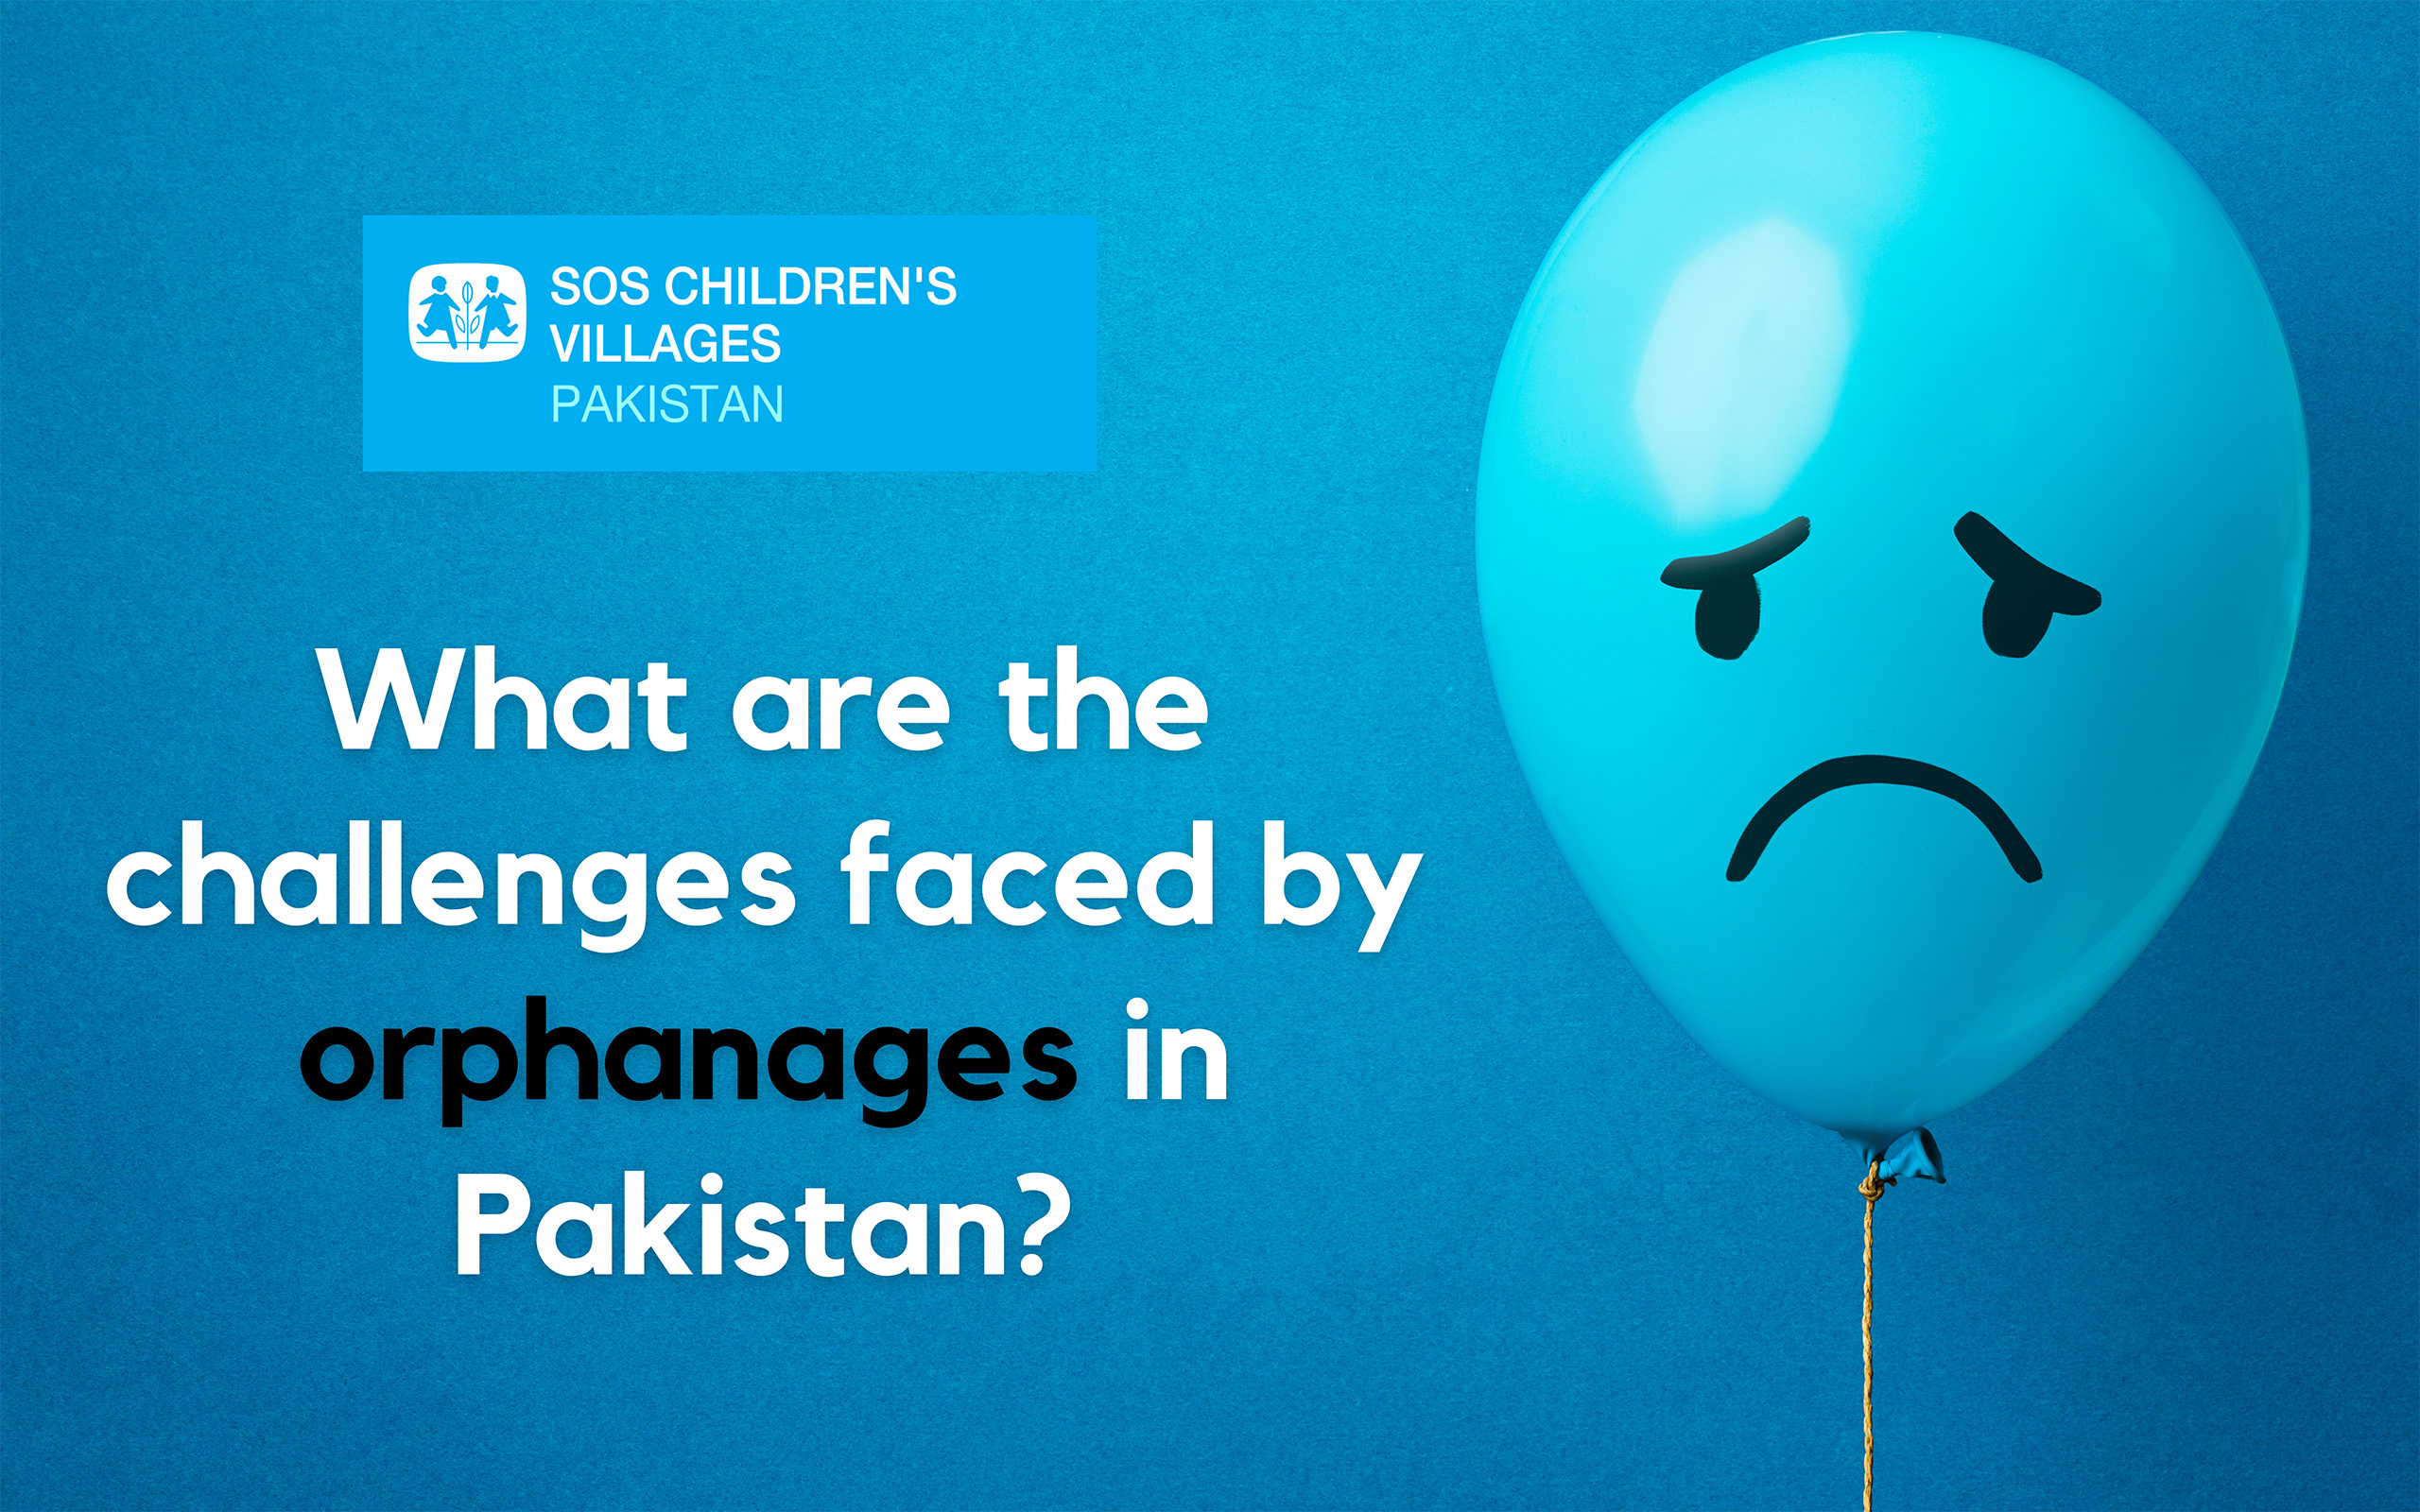 SOS CHILDREN'S
VILLAGES
PAKISTAN
What are the
challenges faced by
orphanages in
Pakistan?